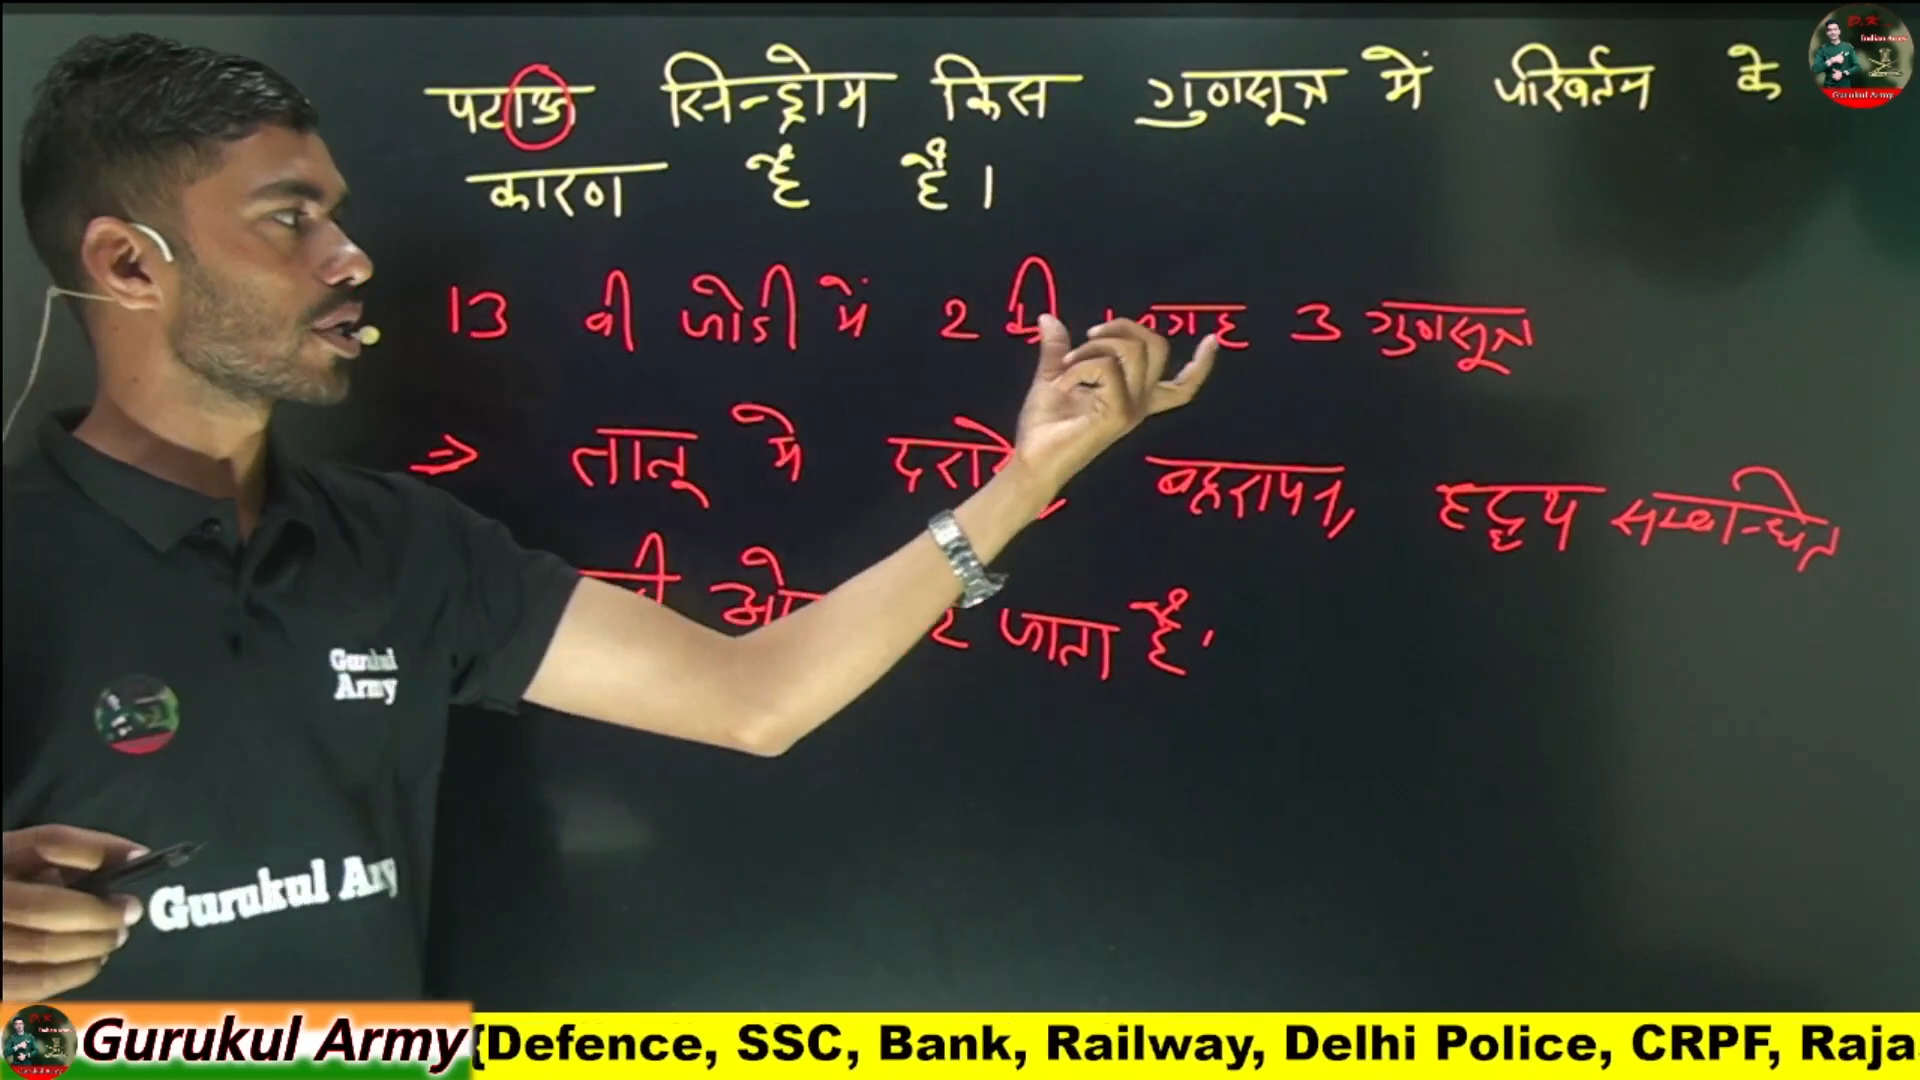 पटाऊ सिन्ड्रोम किस गुणसूत्र में परिवर्तन के
कारण है है।
13 वी जोडी में 2 की जगह 3 गुणसूत्र
⇒ तालू में बहरापन, हृदय सम्बन्धित
जाता है।
Gurukul
Army
Gurukul Army
Gurukul Army
Gurukul Army {Defence, SSC, Bank, Railway, Delhi Police, CRPF, Raja